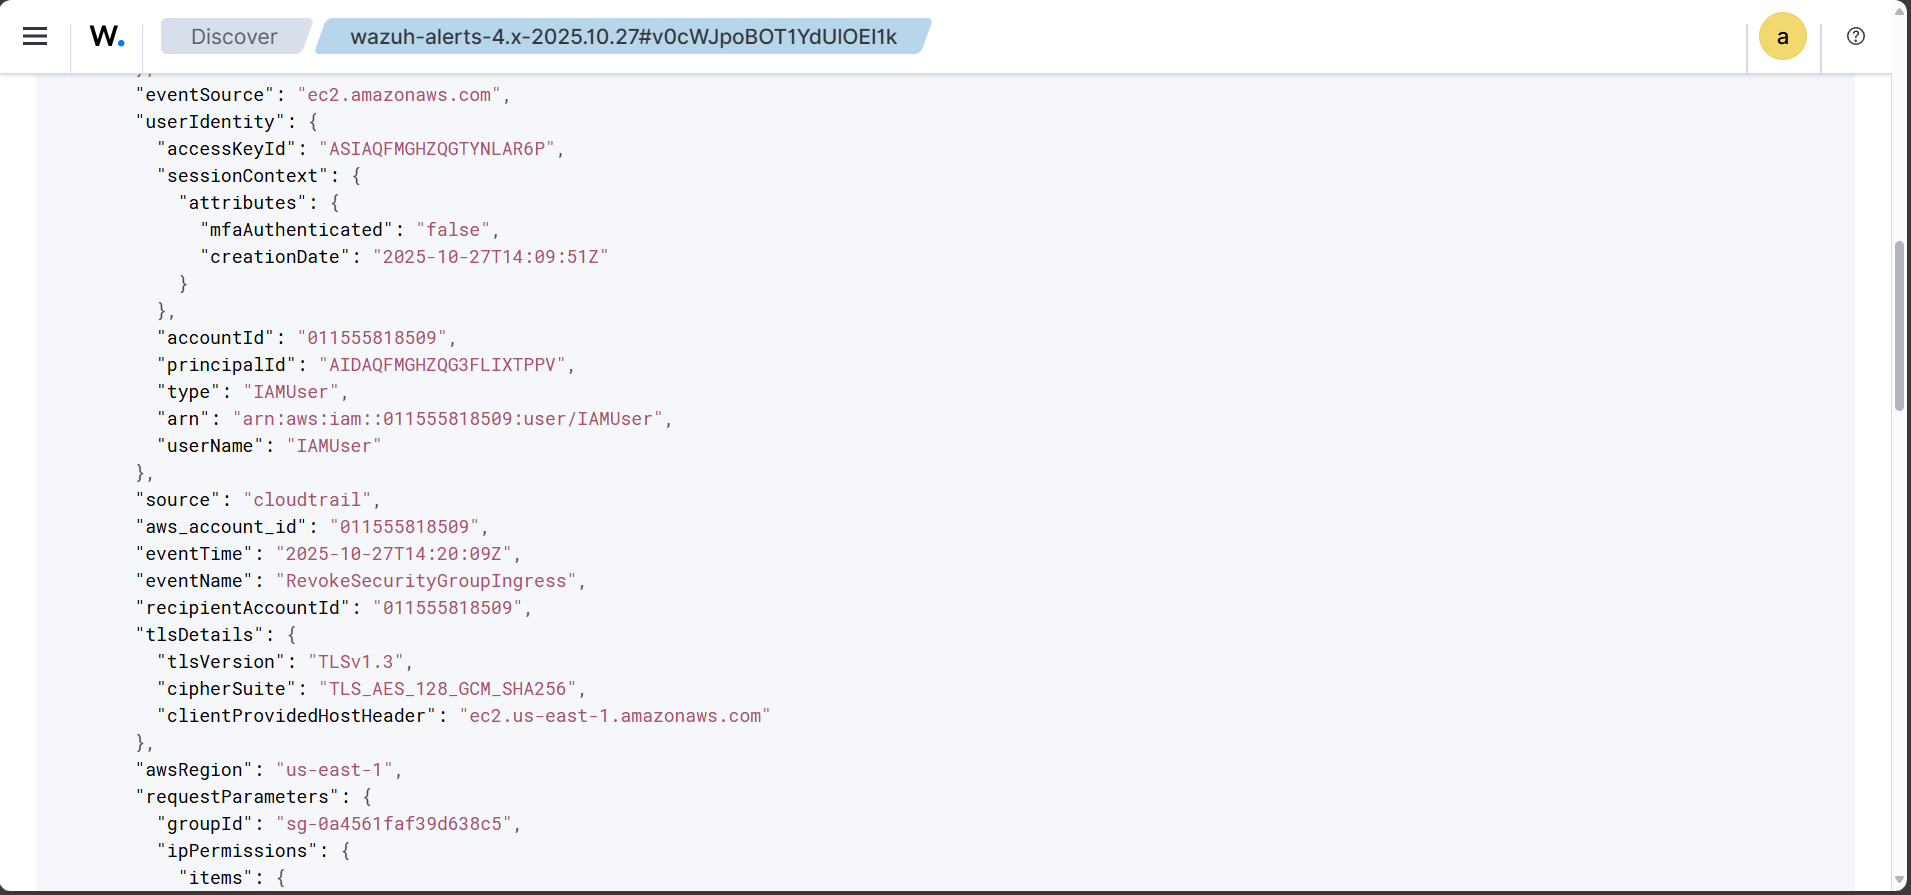 W.
Discover
wazuh-alerts-4.x-2025.10.27#v0cWJpoBOT1YdUIOEI1k
a
?
"eventSource": "ec2.amazonaws.com",
"userIdentity": {
"accessKeyId": "ASIAQFMGHZQGTYNLAR6P",
"sessionContext": {
"attributes": {
"mfaAuthenticated": "false",
"creationDate": "2025-10-27T14:09:51Z"
}
},
"accountId": "011555818509",
"principalId": "AIDAQFMGHZQG3FLIXTPPV",
"type": "IAMUser",
"arn": "arn:aws:iam::011555818509:user/IAMUser",
"userName": "IAMUser"
},
"source": "cloudtrail",
"aws_account_id": "011555818509",
"eventTime": "2025-10-27T14:20:09Z",
"eventName": "RevokeSecurityGroupIngress",
"recipientAccountId": "011555818509",
"tlsDetails": {
"tlsVersion": "TLSv1.3",
"cipherSuite": "TLS_AES_128_GCM_SHA256",
"clientProvidedHostHeader": "ec2.us-east-1.amazonaws.com"
},
"awsRegion": "us-east-1",
"requestParameters": {
"groupId": "sg-0a4561faf39d638c5",
"ipPermissions": {
"items": {